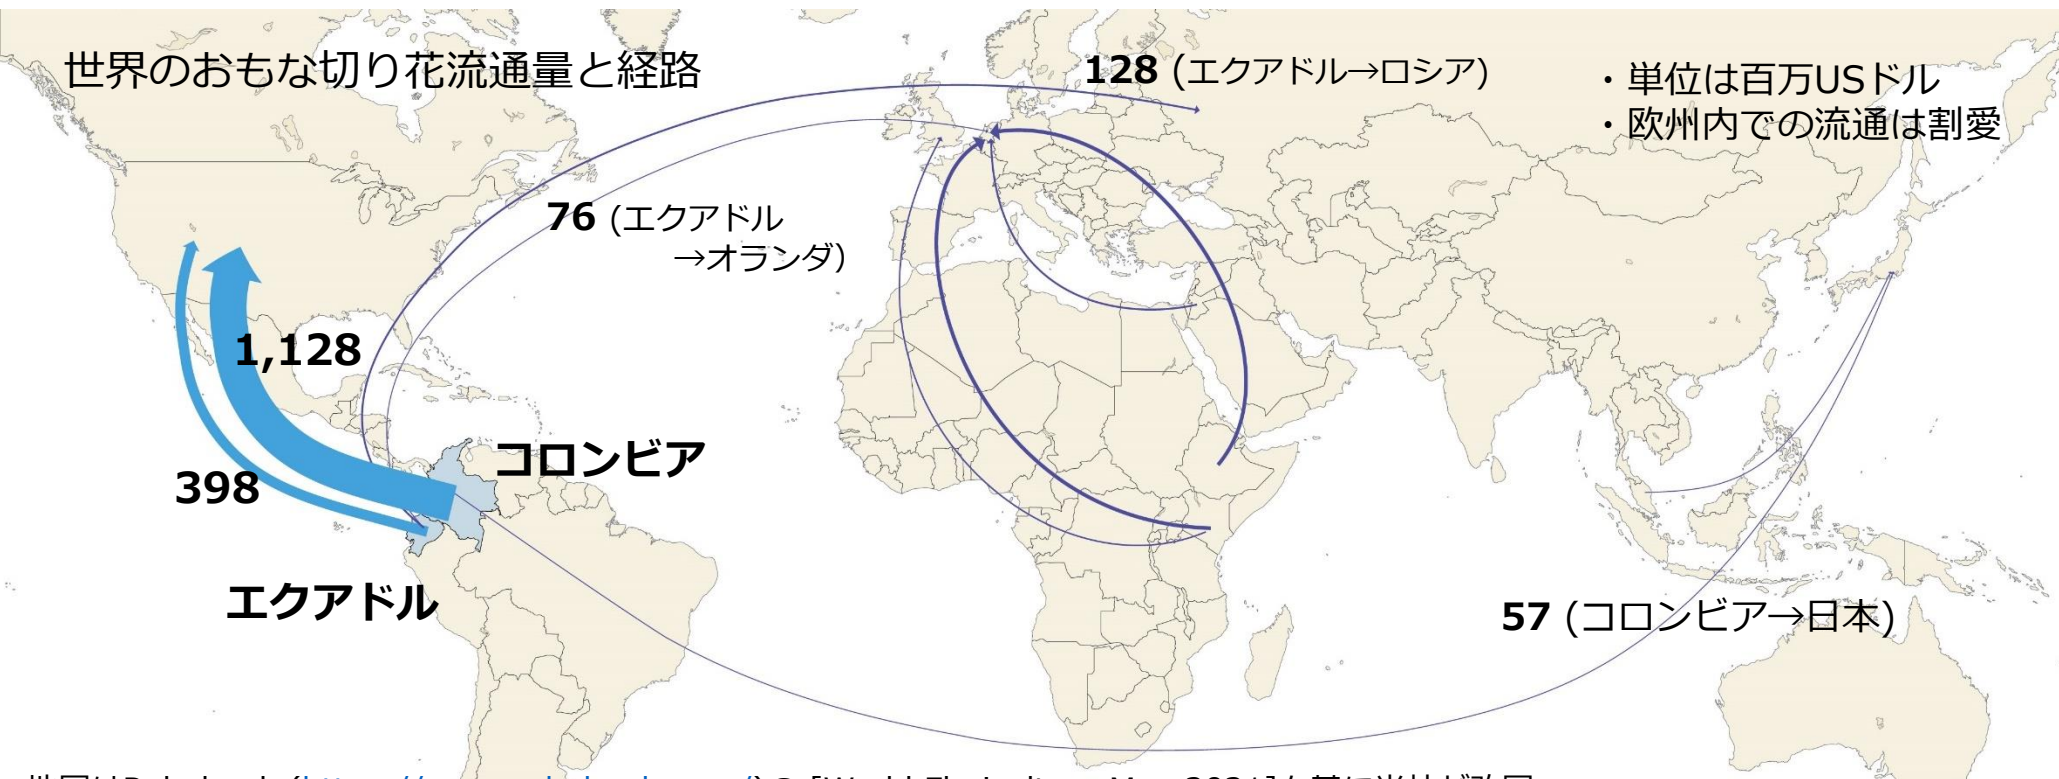 世界のおもな切り花流通量と経路
128 (エクアドル→ロシア)
・単位は百万USドル
・欧州内での流通は割愛
76 (エクアドル
→オランダ)
1,128
コロンビア
398
エクアドル
57 (コロンビア→日本)